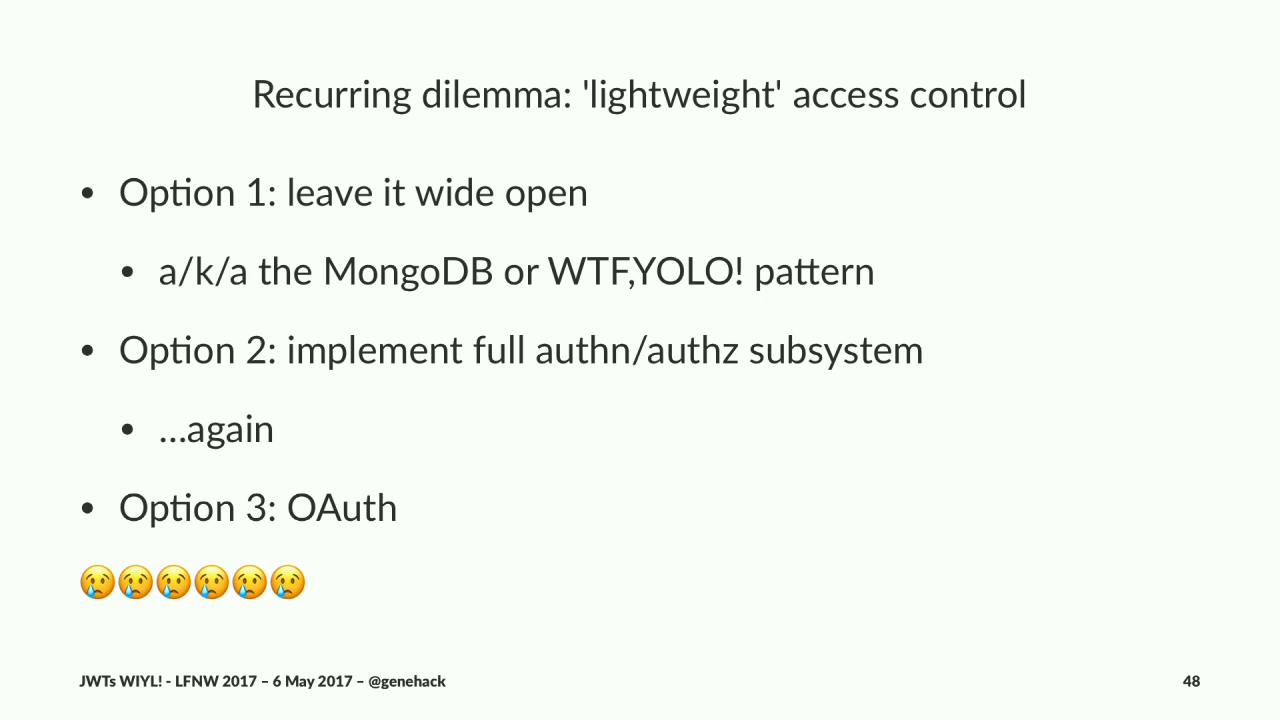 Recurring dilemma: 'lightweight' access control
• Option 1: leave it wide open
• a/k/a the MongoDB or WTF,YOLO! pattern
• Option 2: implement full authn/authz subsystem
• …again
• Option 3: OAuth
😢😢😢😢😢😢
JWTs WIYL! - LFNW 2017 – 6 May 2017 – @genehack 48